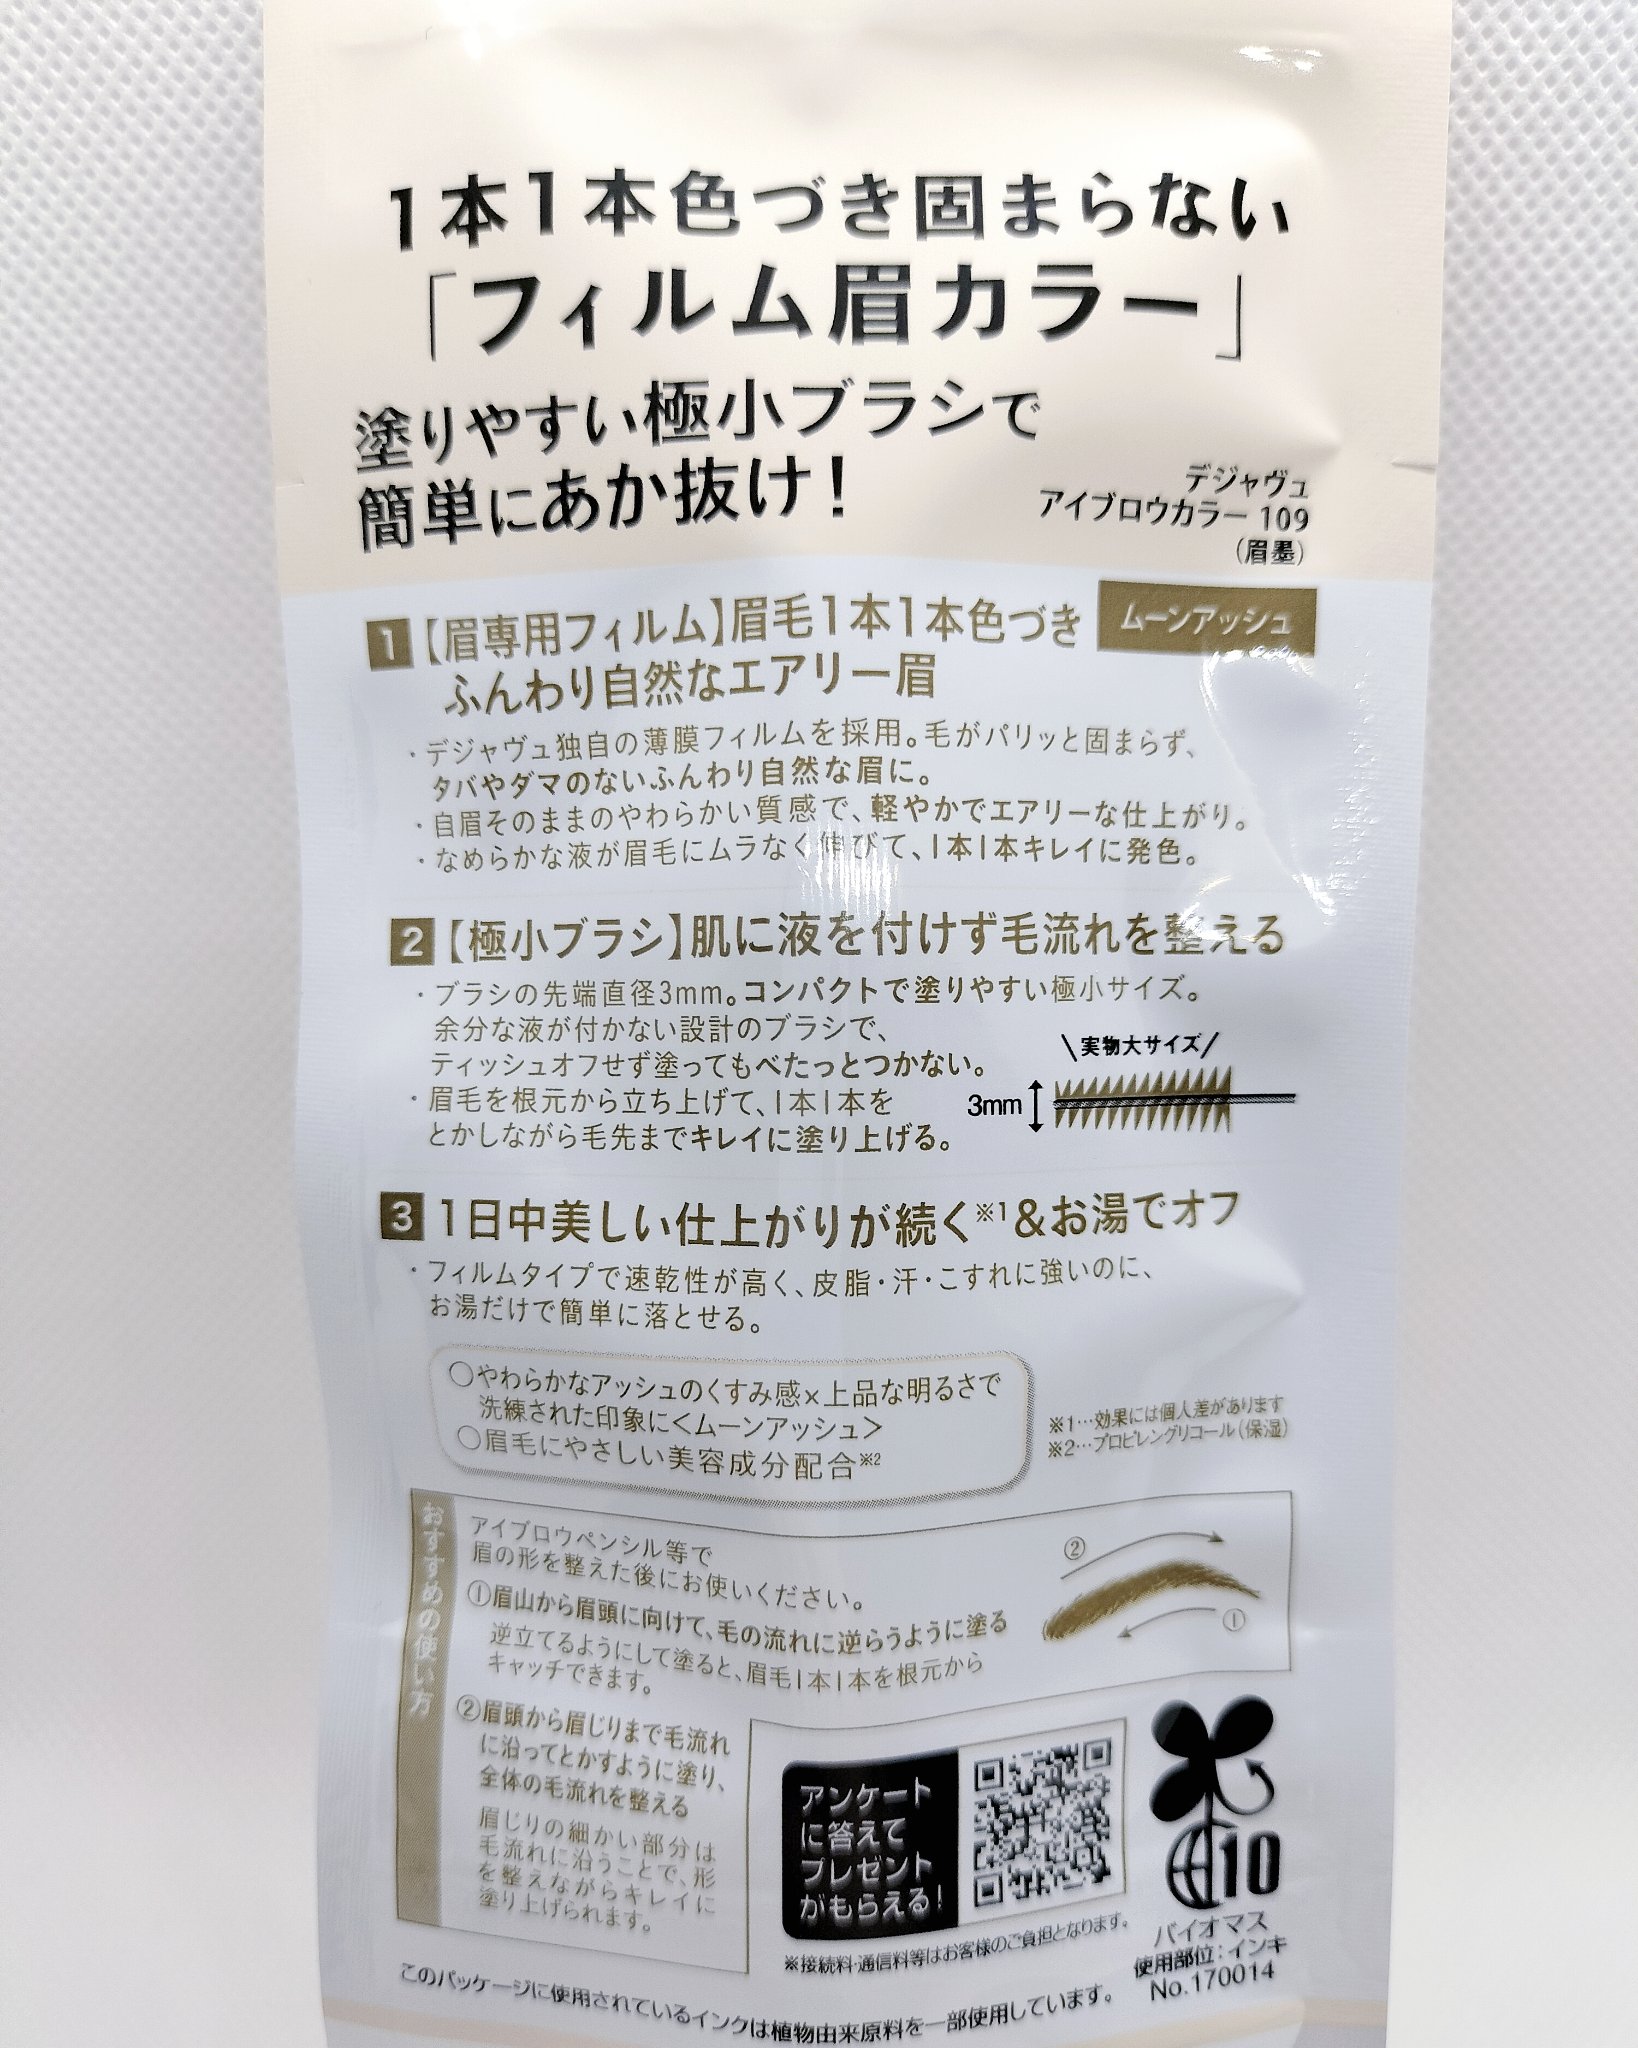 1本1本色づき固まらない
「フィルム眉カラー」
塗りやすい極小ブラシで
簡単にあか抜け!
デジャヴュ
アイブロウカラー 109
(眉墨)
ムーンアッシュ
1【眉専用フィルム】眉毛1本1本色づき
ふんわり自然なエアリー眉
・デジャヴュ独自の薄膜フィルムを採用。毛がパリッと固まらず、
タバやダマのないふんわり自然な眉に。
・自眉そのままのやわらかい質感で、軽やかでエアリーな仕上がり。
・なめらかな液が眉毛にムラなく伸びて、1本1本キレイに発色。
2【極小ブラシ】肌に液を付けず毛流れを整える
・ブラシの先端直径3mm。コンパクトで塗りやすい極小サイズ。
余分な液が付かない設計のブラシで、
ティッシュオフせず塗ってもべたっとつかない。
・眉毛を根元から立ち上げて、1本1本を
とかしながら毛先までキレイに塗り上げる。
\実物大サイズ/
3mm
3 1日中美しい仕上がりが続く※1&お湯でオフ
・フィルムタイプで速乾性が高く、皮脂・汗・こすれに強いのに、
お湯だけで簡単に落とせる。
○やわらかなアッシュのくすみ感×上品な明るさで
洗練された印象に<ムーンアッシュ>
○眉毛にやさしい美容成分配合※2
※1…効果には個人差があります
※2…プロピレングリコール(保湿)
おすすめの使い方
アイブロウペンシル等で
眉の形を整えた後にお使いください。
①眉山から眉頭に向けて、毛の流れに逆らうように塗る
逆立てるようにして塗ると、眉毛1本1本を根元から
キャッチできます。
②
①
②眉頭から眉じりまで毛流れ
に沿ってとかすように塗り、
全体の毛流れを整える
眉じりの細かい部分は
毛流れに沿うことで、形
を整えながらキレイに
塗り上げられます。
アンケート
に答えて
プレゼント
がもらえる!
※接続料・通信料等はお客様のご負担となります。
10
バイオマス
使用部位:インキ
No.170014
このパッケージに使用されているインクは植物由来原料を一部使用しています。